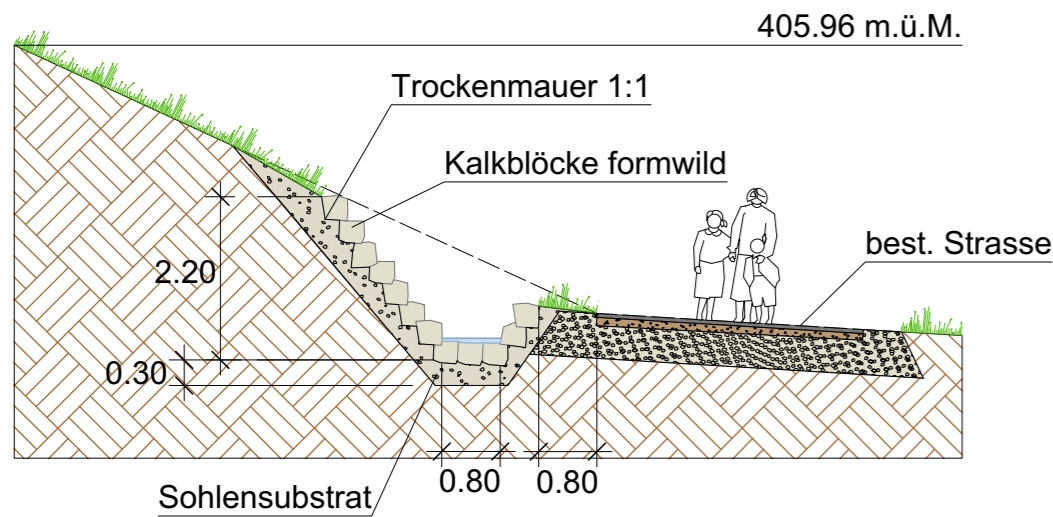 405.96 m.ü.M.
Trockenmauer 1:1
Kalkblöcke formwild
best. Strasse
2.20
0.30
0.80
0.80
Sohlensubstrat